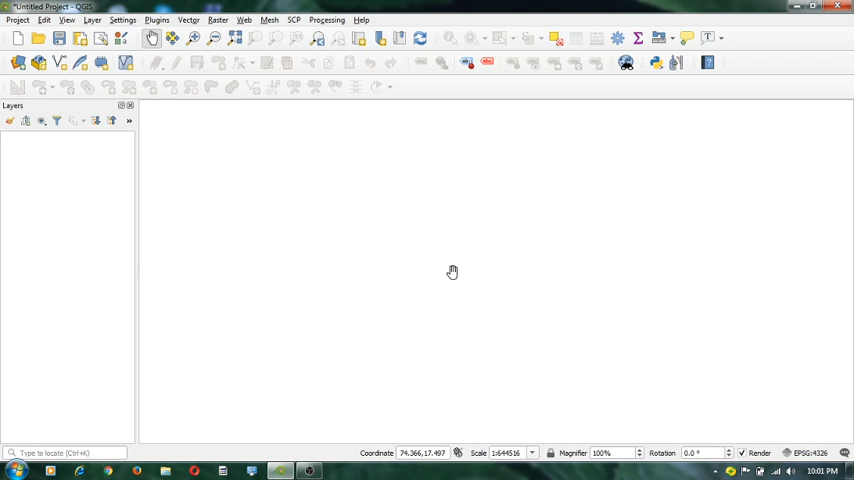 *Untitled Project - QGIS
Project Edit View Layer Settings Plugins Vector Raster Web Mesh SCP Processing Help
Layers
Type to locate (Ctrl+K)
Coordinate 74.366,17.497 Scale 1:644516 Magnifier 100% Rotation 0.0 ° Render EPSG:4326
10:01 PM